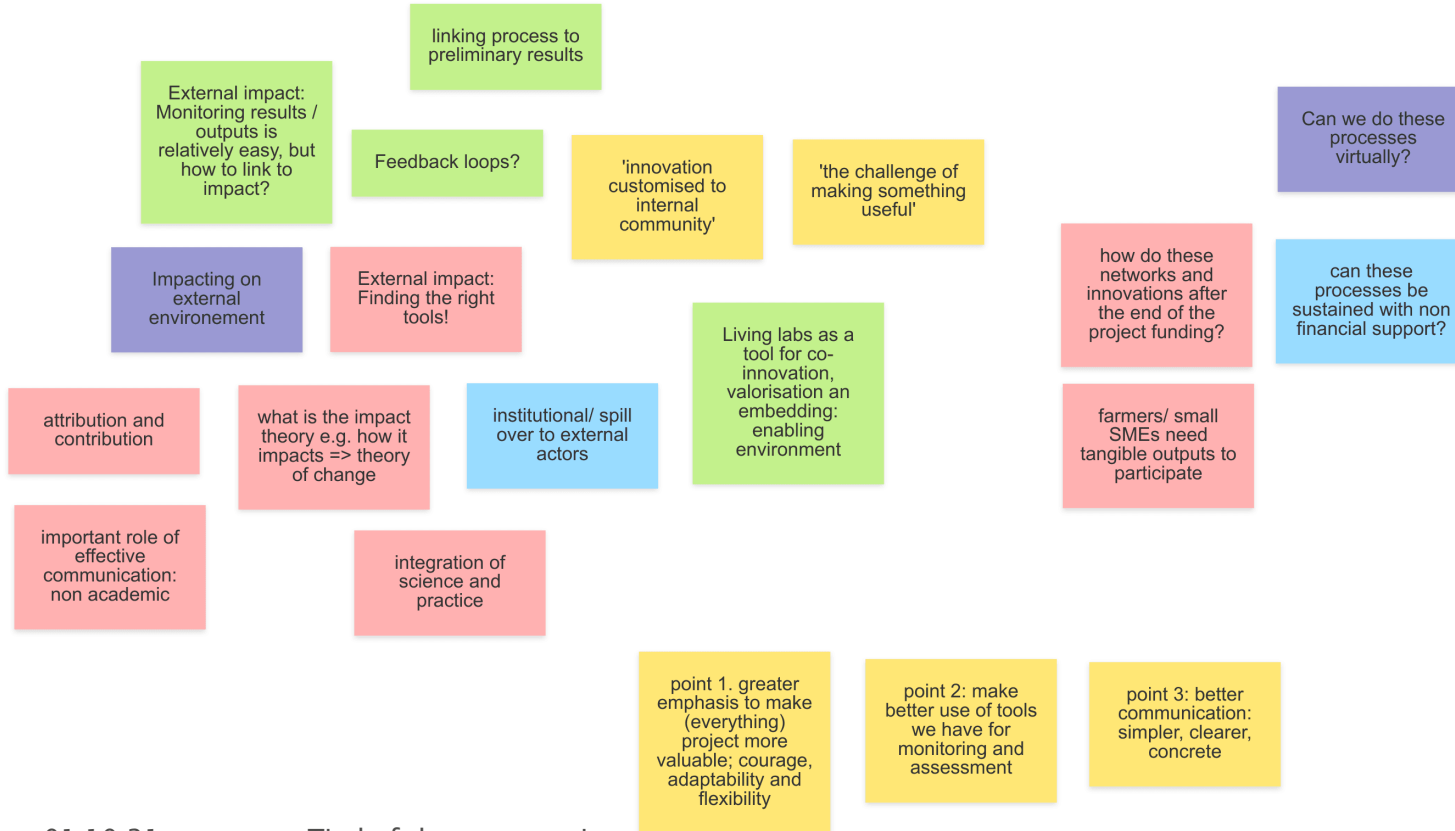 linking process to
preliminary results
External impact:
Monitoring results /
outputs is
relatively easy, but
how to link to
impact?
Feedback loops?
'innovation
customised to
internal
community'
'the challenge of
making something
useful'
Can we do these
processes
virtually?
Impacting on
external
environement
External impact:
Finding the right
tools!
how do these
networks and
innovations after
the end of the
project funding?
can these
processes be
sustained with non
financial support?
Living labs as a
tool for co-
innovation,
valorisation an
embedding:
enabling
environment
attribution and
contribution
what is the impact
theory e.g. how it
impacts => theory
of change
institutional/ spill
over to external
actors
farmers/ small
SMEs need
tangible outputs to
participate
important role of
effective
communication:
non academic
integration of
science and
practice
point 1. greater
emphasis to make
(everything)
project more
valuable; courage,
adaptability and
flexibility
point 2: make
better use of tools
we have for
monitoring and
assessment
point 3: better
communication:
simpler, clearer,
concrete